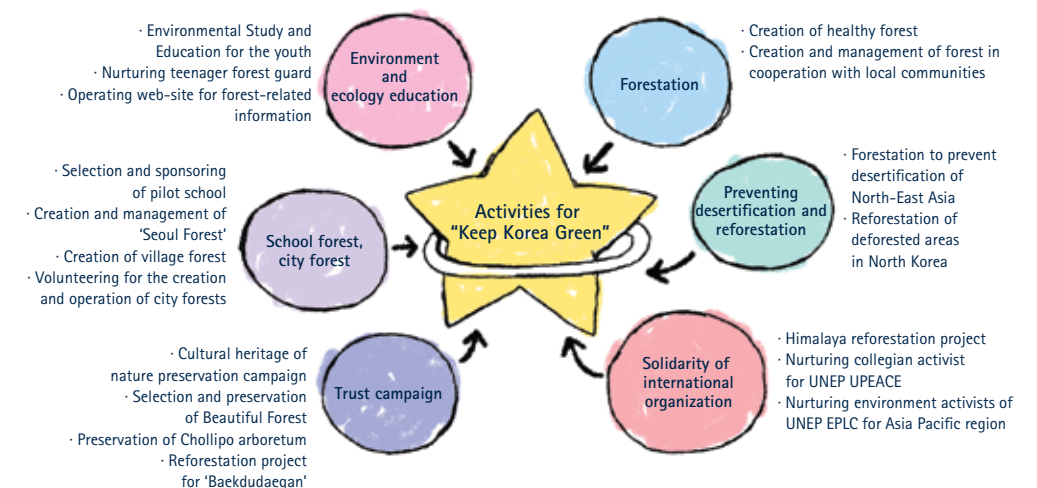 · Environmental Study and
Education for the youth
· Nurturing teenager forest guard
· Operating web-site for forest-related
information
Environment
and
ecology education
Forestation
· Creation of healthy forest
· Creation and management of forest in
cooperation with local communities
· Selection and sponsoring
of pilot school
· Creation and management of
'Seoul Forest'
· Creation of village forest
· Volunteering for the creation
and operation of city forests
School forest,
city forest
Activities for
"Keep Korea Green"
Preventing
desertification and
reforestation
· Forestation to prevent
desertification of
North-East Asia
· Reforestation of
deforested areas
in North Korea
· Cultural heritage of
nature preservation campaign
· Selection and preservation
of Beautiful Forest
· Preservation of Chollipo arboretum
· Reforestation project
for 'Baekdudaegan'
Trust campaign
Solidarity of
international
organization
· Himalaya reforestation project
· Nurturing collegian activist
for UNEP UPEACE
· Nurturing environment activists of
UNEP EPLC for Asia Pacific region